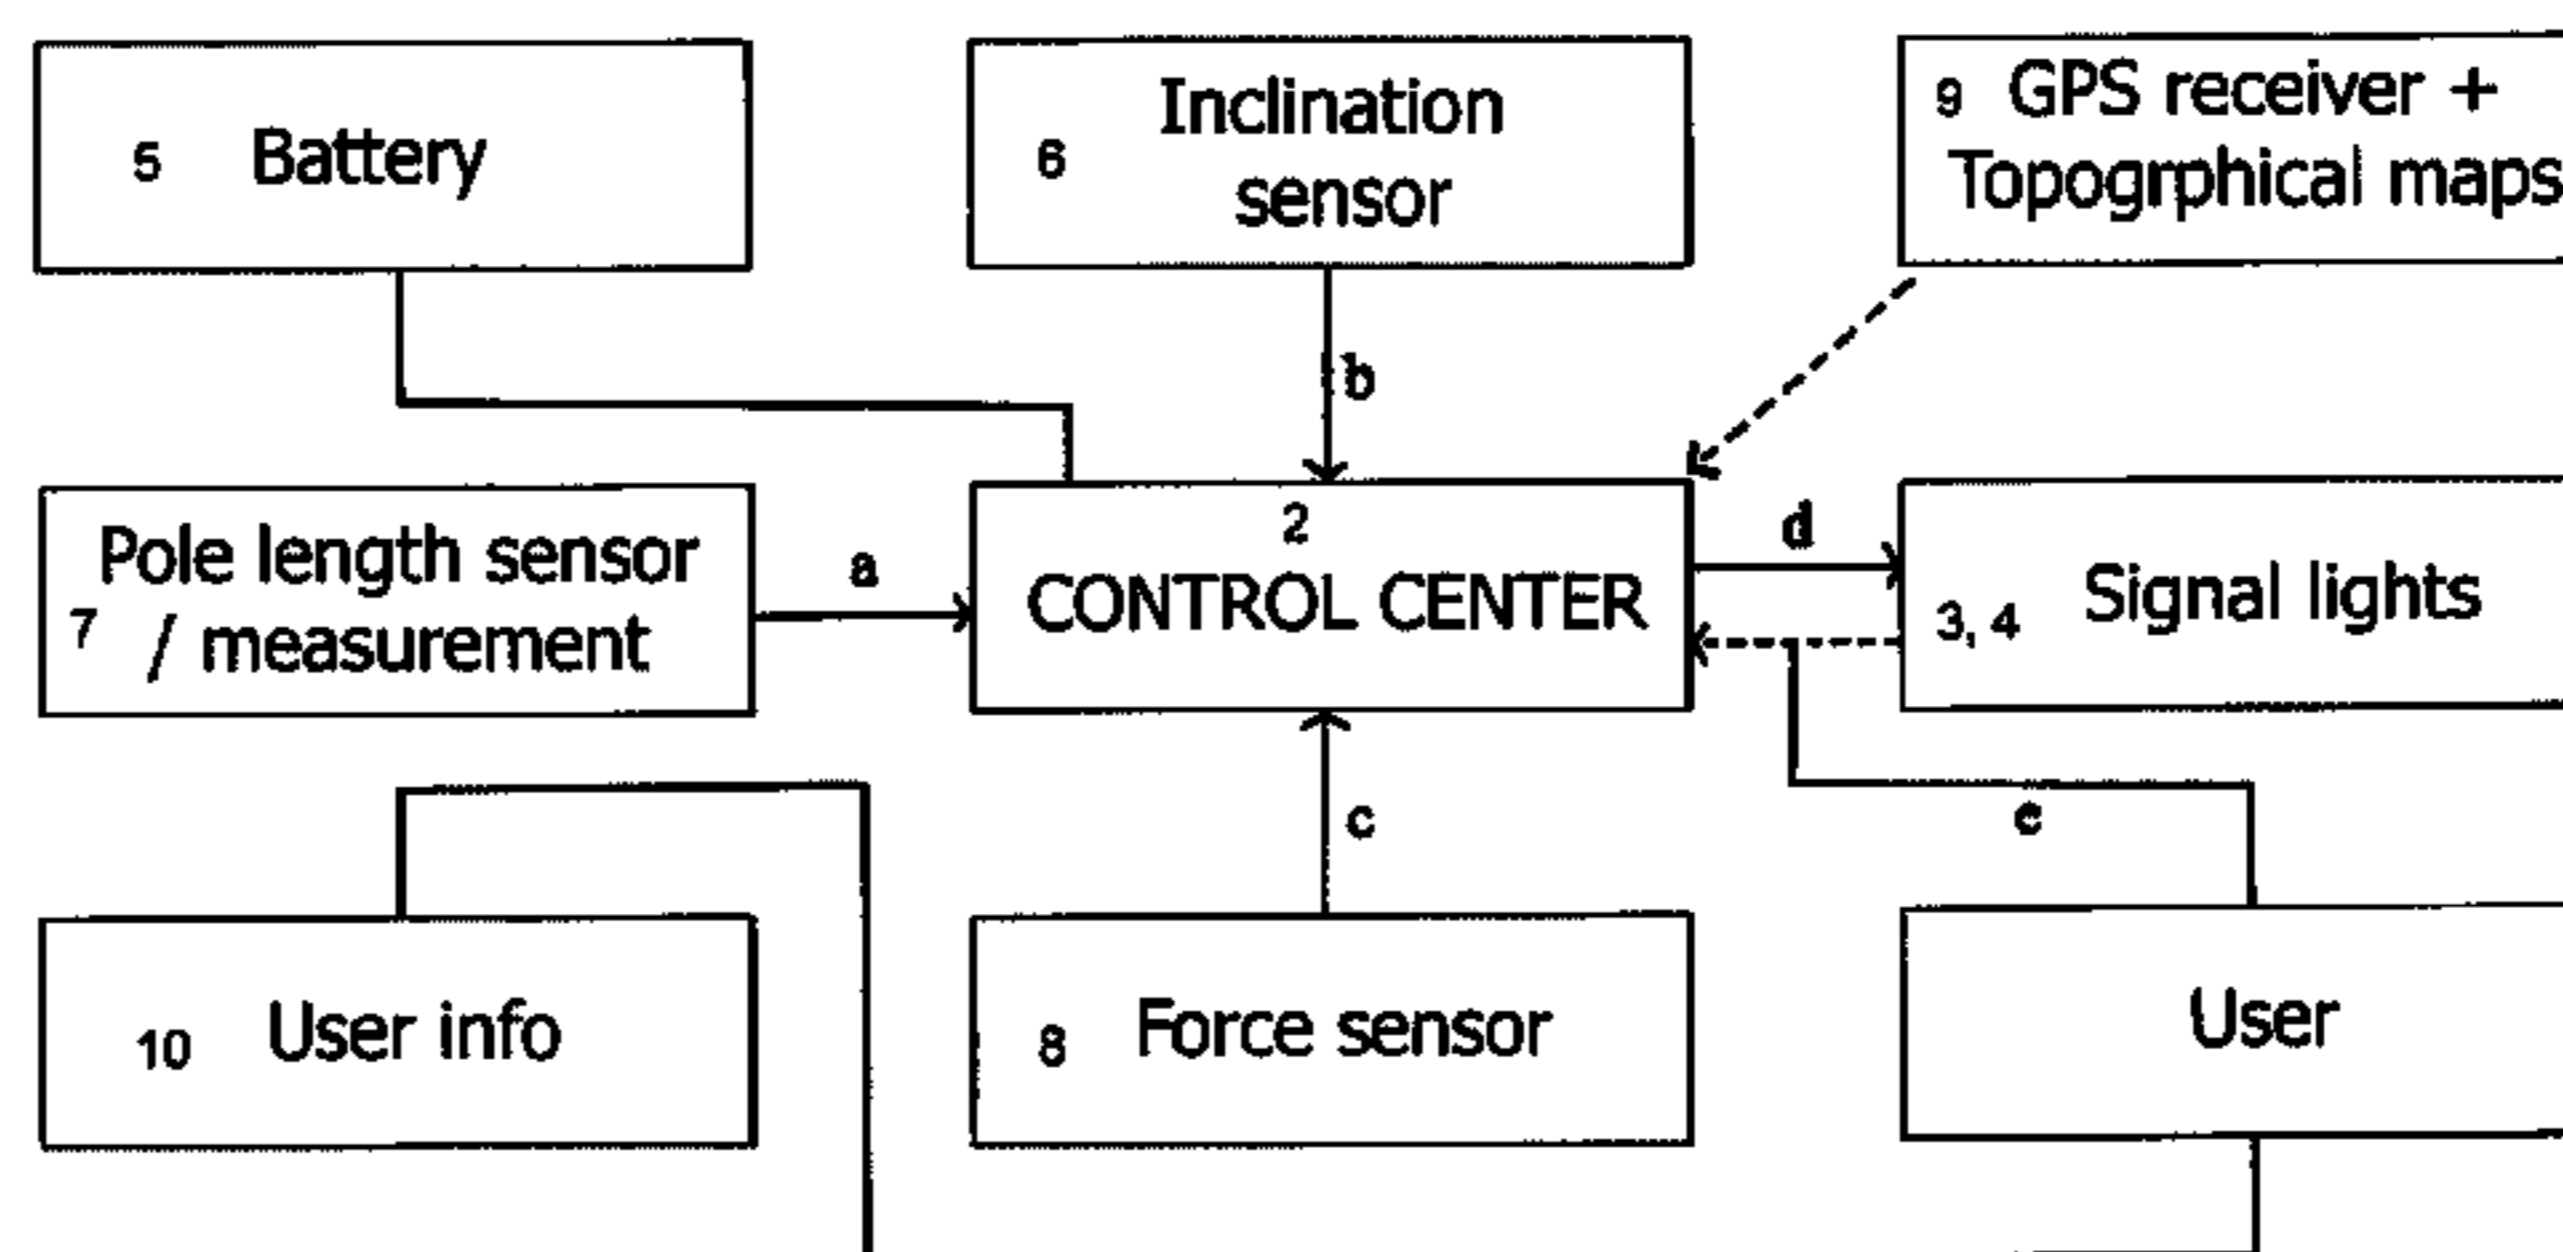 5 Battery
6 Inclination
sensor
9 GPS receiver +
Topogrphical maps
b
Pole length sensor
7 / measurement
a
2
CONTROL CENTER
d
3, 4 Signal lights
c
e
10 User info
8 Force sensor
User